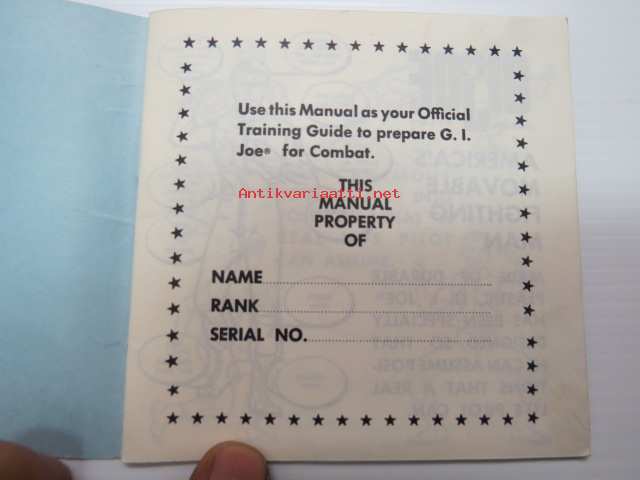 Use this Manual as your Official
Training Guide to prepare G. I.
Joe® for Combat.
THIS
Antikvariaatti.net
MANUAL
PROPERTY
OF
NAME
RANK
SERIAL NO.